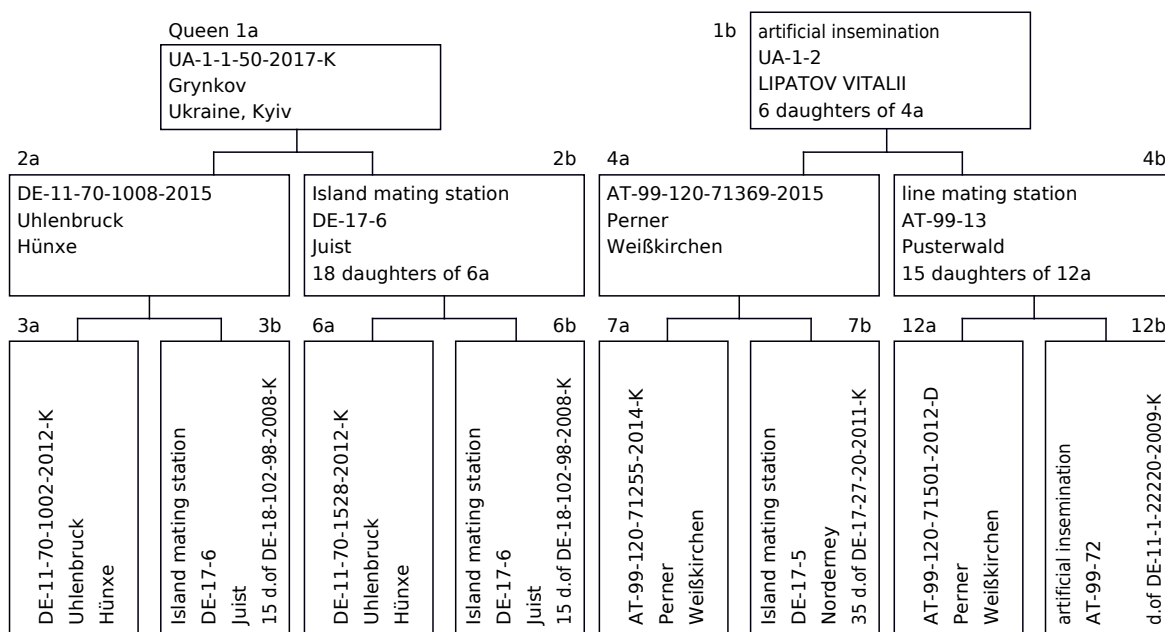 Queen 1a
UA-1-1-50-2017-K
Grynkov
Ukraine, Kyiv
1b
artificial insemination
UA-1-2
LIPATOV VITALII
6 daughters of 4a
2a
DE-11-70-1008-2015
Uhlenbruck
Hünxe
2b
Island mating station
DE-17-6
Juist
18 daughters of 6a
4a
AT-99-120-71369-2015
Perner
Weißkirchen
4b
line mating station
AT-99-13
Pusterwald
15 daughters of 12a
3a
DE-11-70-1002-2012-K
Uhlenbruck
Hünxe
3b
Island mating station
DE-17-6
Juist
15 d.of DE-18-102-98-2008-K
6a
DE-11-70-1528-2012-K
Uhlenbruck
Hünxe
6b
Island mating station
DE-17-6
Juist
15 d.of DE-18-102-98-2008-K
7a
AT-99-120-71255-2014-K
Perner
Weißkirchen
7b
Island mating station
DE-17-5
Norderney
35 d.of DE-17-27-20-2011-K
12a
AT-99-120-71501-2012-D
Perner
Weißkirchen
12b
artificial insemination
AT-99-72
d.of DE-11-1-22220-2009-K